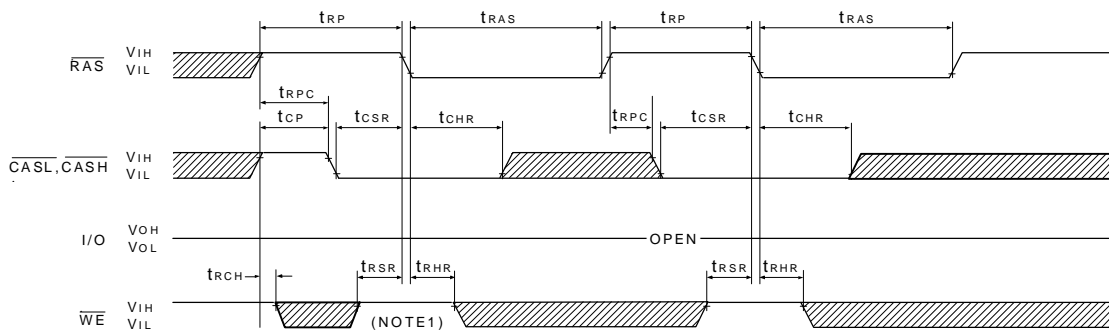 tRP tRAS tRP tRAS
RAS VIH
VIL
tRPC
tCP tCSR tCHR tRPC tCSR tCHR
CASL,CASH VIH
VIL
I/O VOH
VOL
OPEN
tRCH tRSR tRHR tRSR tRHR
WE VIH
VIL
(NOTE1)